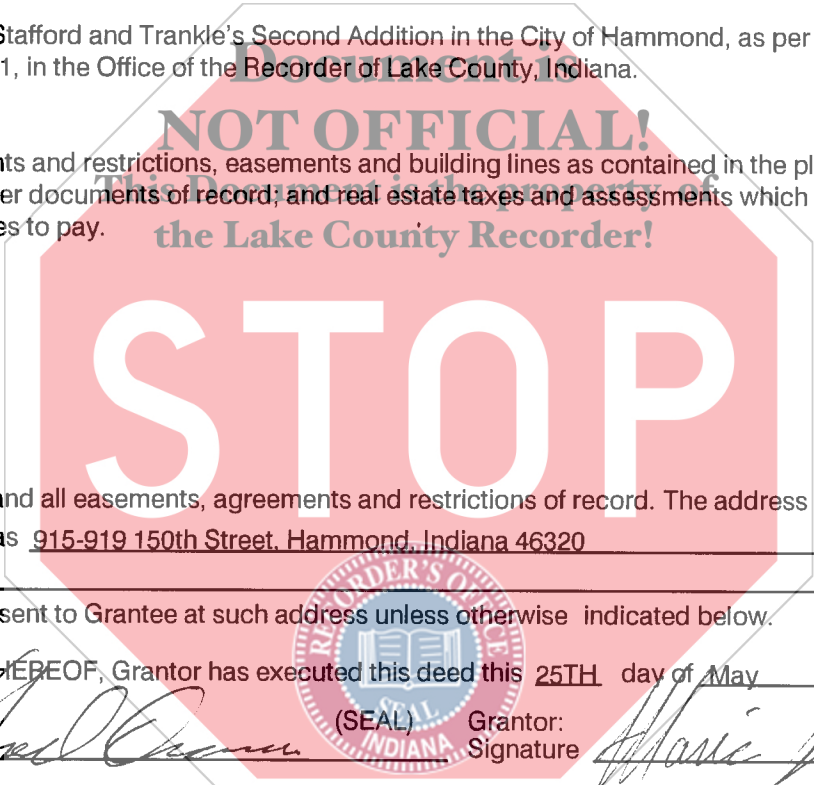 Stafford and Trankle's Second Addition in the City of Hammond, as per
Document is
1, in the Office of the Recorder of Lake County, Indiana.
NOT OFFICIAL!
nts and restrictions, easements and building lines as contained in the pl
This Document is the property of
er documents of record; and real estate taxes and assessments which
es to pay.
the Lake County Recorder!
STOP
and all easements, agreements and restrictions of record. The address
as 915-919 150th Street, Hammond, Indiana 46320
RECORDER'S OFFICE
sent to Grantee at such address unless otherwise indicated below.
HEREOF, Grantor has executed this deed this 25TH day of May
SEAL
(SEAL) Grantor:
INDIANA
Signature Marie